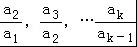 a₂/a₁, a₃/a₂, …aₖ/aₖ₋₁